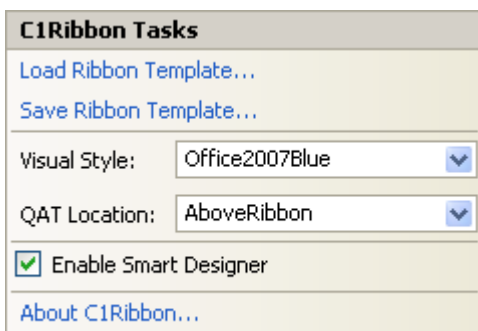 C1Ribbon Tasks
Load Ribbon Template...
Save Ribbon Template...
Visual Style: Office2007Blue
QAT Location: AboveRibbon
Enable Smart Designer
About C1Ribbon...